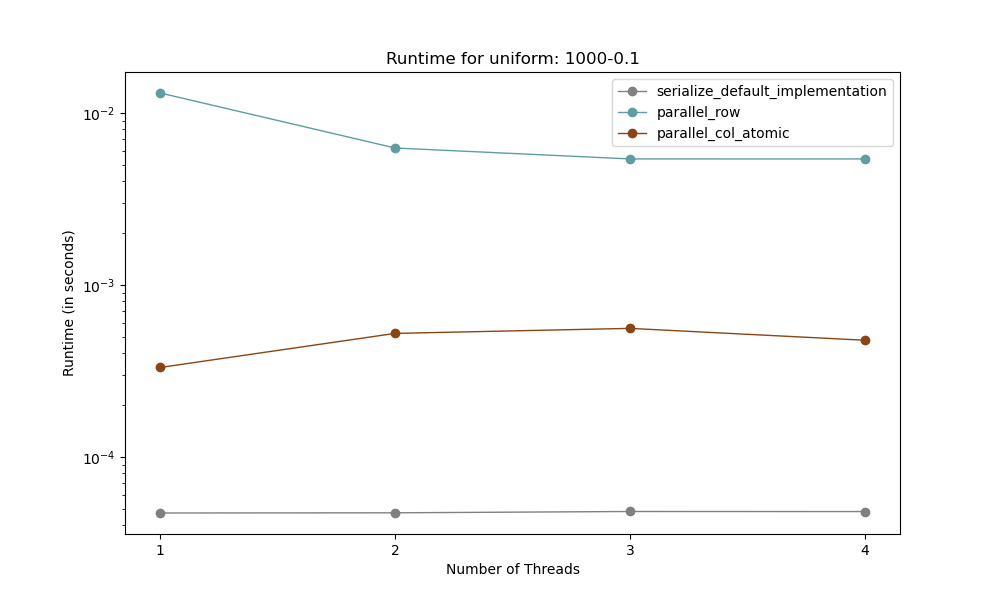 Runtime for uniform: 1000-0.1
serialize_default_implementation
parallel_row
parallel_col_atomic
Runtime (in seconds)
10⁻²
10⁻³
10⁻⁴
1 2 3 4
Number of Threads